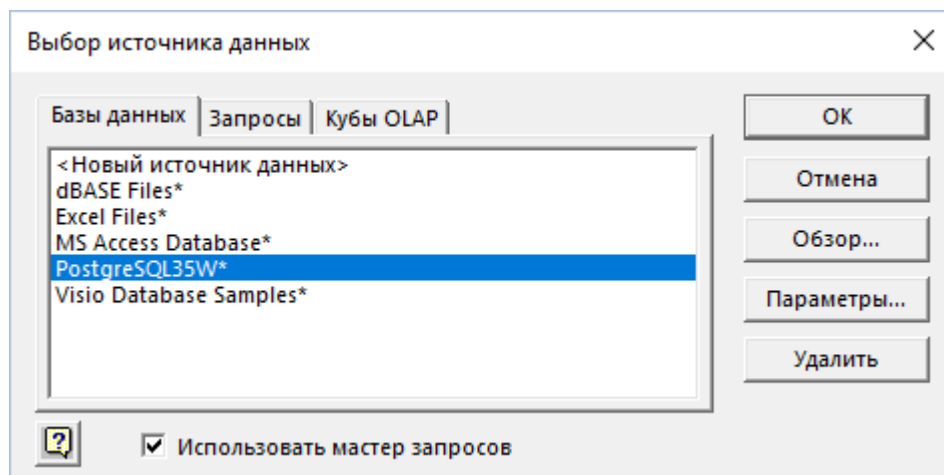 Выбор источника данных
Базы данных
Запросы
Кубы OLAP
<Новый источник данных>
dBASE Files*
Excel Files*
MS Access Database*
PostgreSQL35W*
Visio Database Samples*
OK
Отмена
Обзор...
Параметры...
Удалить
Использовать мастер запросов